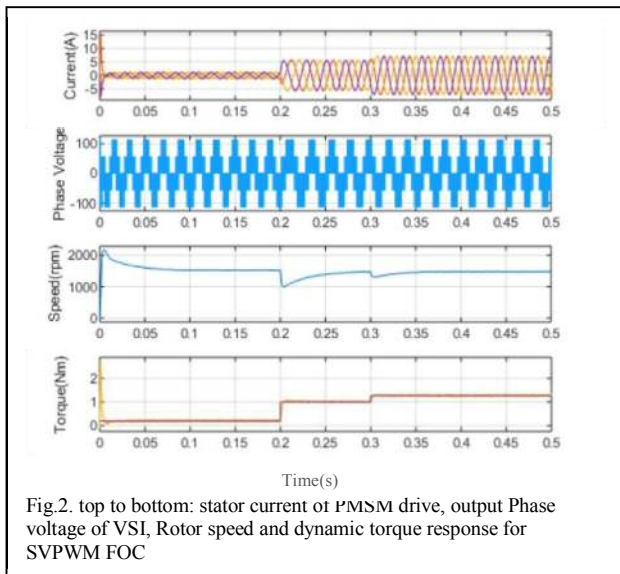 Current(A)
15
10
5
0
-5
0 0.05 0.1 0.15 0.2 0.25 0.3 0.35 0.4 0.45 0.5
Phase Voltage
100
0
-100
0 0.05 0.1 0.15 0.2 0.25 0.3 0.35 0.4 0.45 0.5
Speed(rpm)
2000
1000
0
0 0.05 0.1 0.15 0.2 0.25 0.3 0.35 0.4 0.45 0.5
Torque(Nm)
2
1
0
0 0.05 0.1 0.15 0.2 0.25 0.3 0.35 0.4 0.45 0.5
Time(s)
Fig.2. top to bottom: stator current of PMSM drive, output Phase
voltage of VSI, Rotor speed and dynamic torque response for
SVPWM FOC